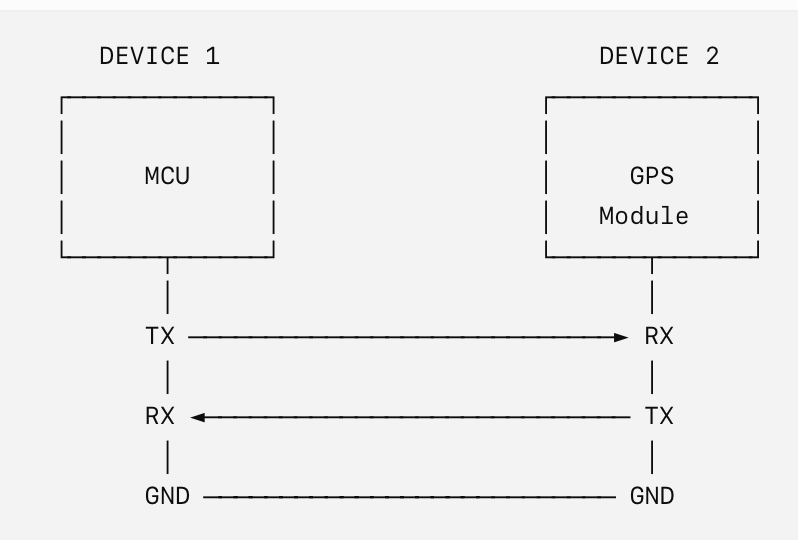 DEVICE 1 DEVICE 2
MCU GPS
Module
TX RX
RX TX
GND GND